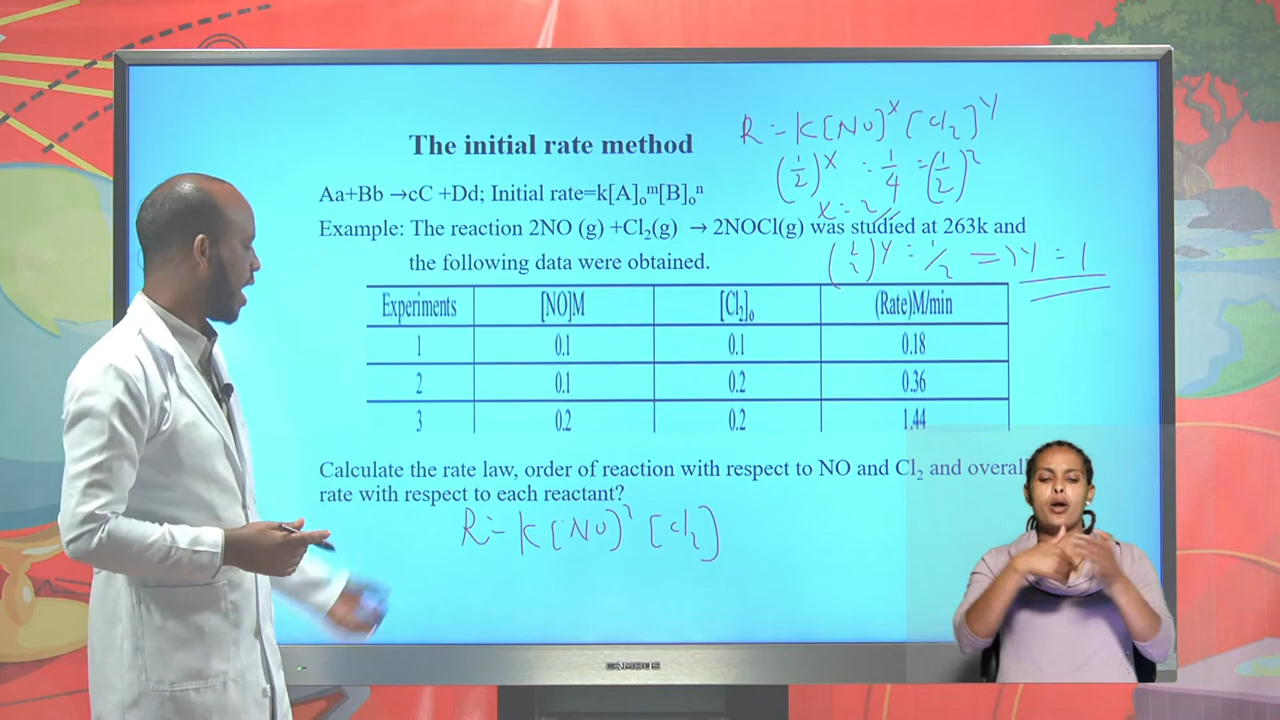 The initial rate method
R = K[NO]^x [Cl₂]^y
(1/2)^x = 1/4 = (1/2)^2
Aa+Bb →cC +Dd; Initial rate=k[A]ₒᵐ[B]ₒⁿ
x = 2
Example: The reaction 2NO (g) +Cl₂(g) → 2NOCl(g) was studied at 263k and
(1/2)^y = 1/2 => y = 1
the following data were obtained.
Experiments [NO]M [Cl₂]ₒ (Rate)M/min
1 0.1 0.1 0.18
2 0.1 0.2 0.36
3 0.2 0.2 1.44
Calculate the rate law, order of reaction with respect to NO and Cl₂ and overall
rate with respect to each reactant?
R = K[NO]² [Cl₂]